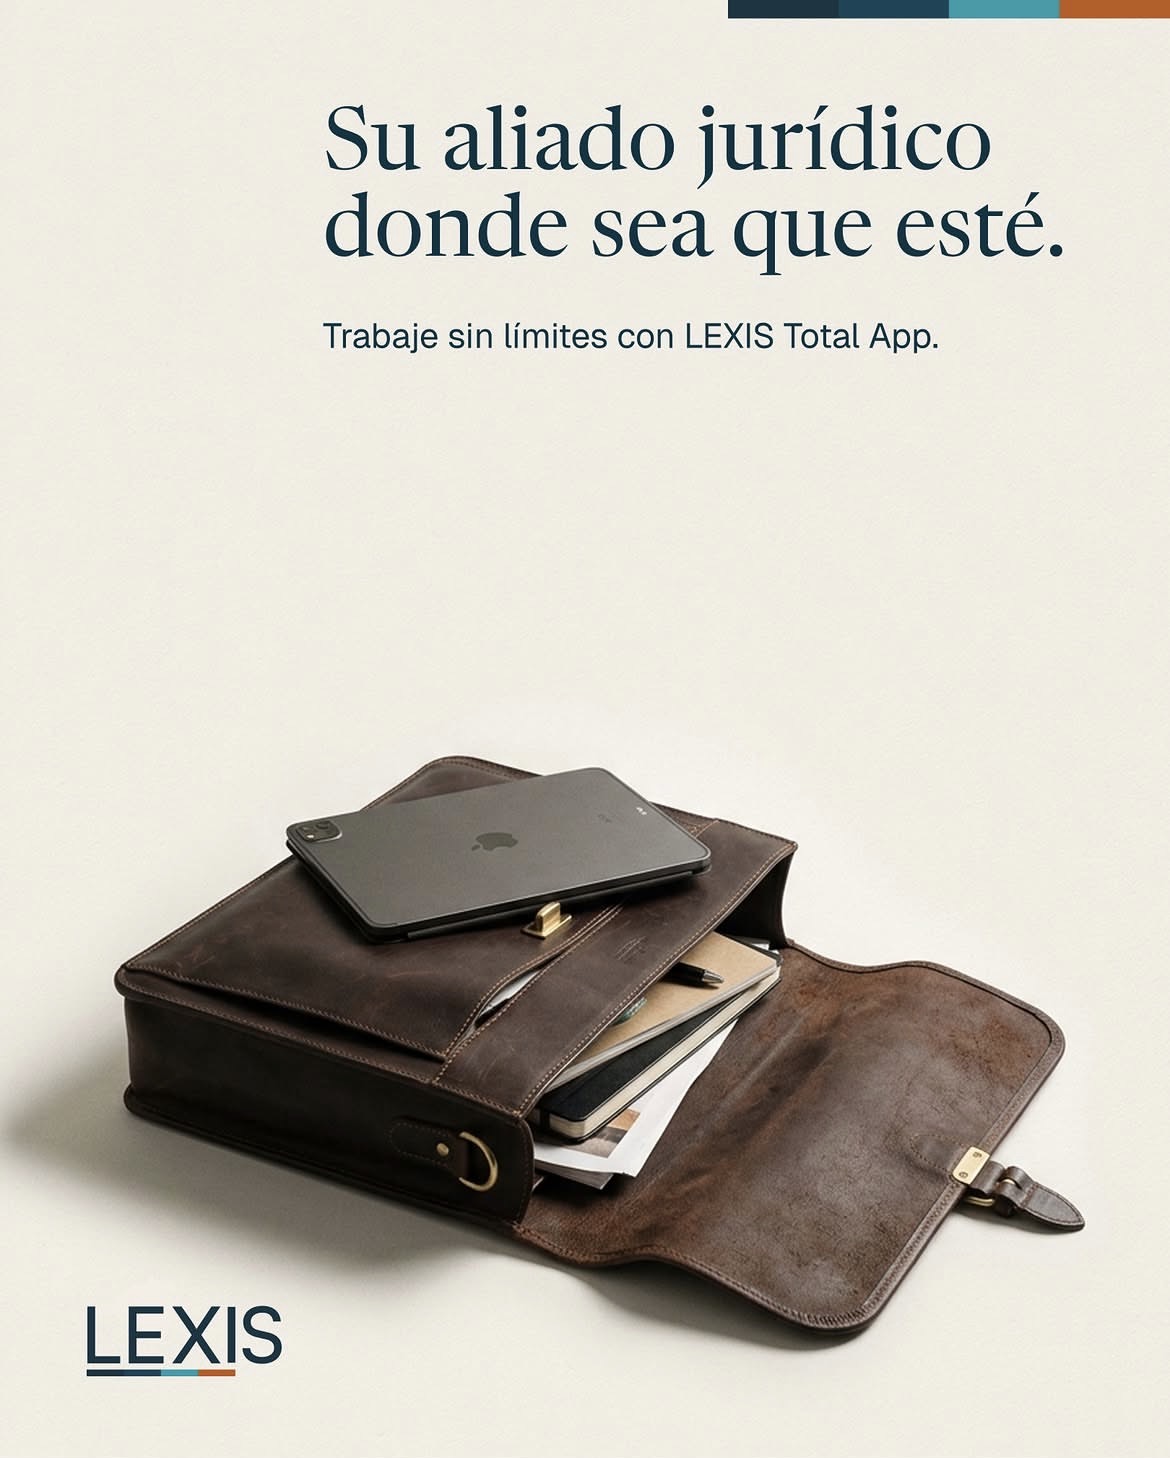 Su aliado jurídico
donde sea que esté.
Trabaje sin límites con LEXIS Total App.
LEXIS